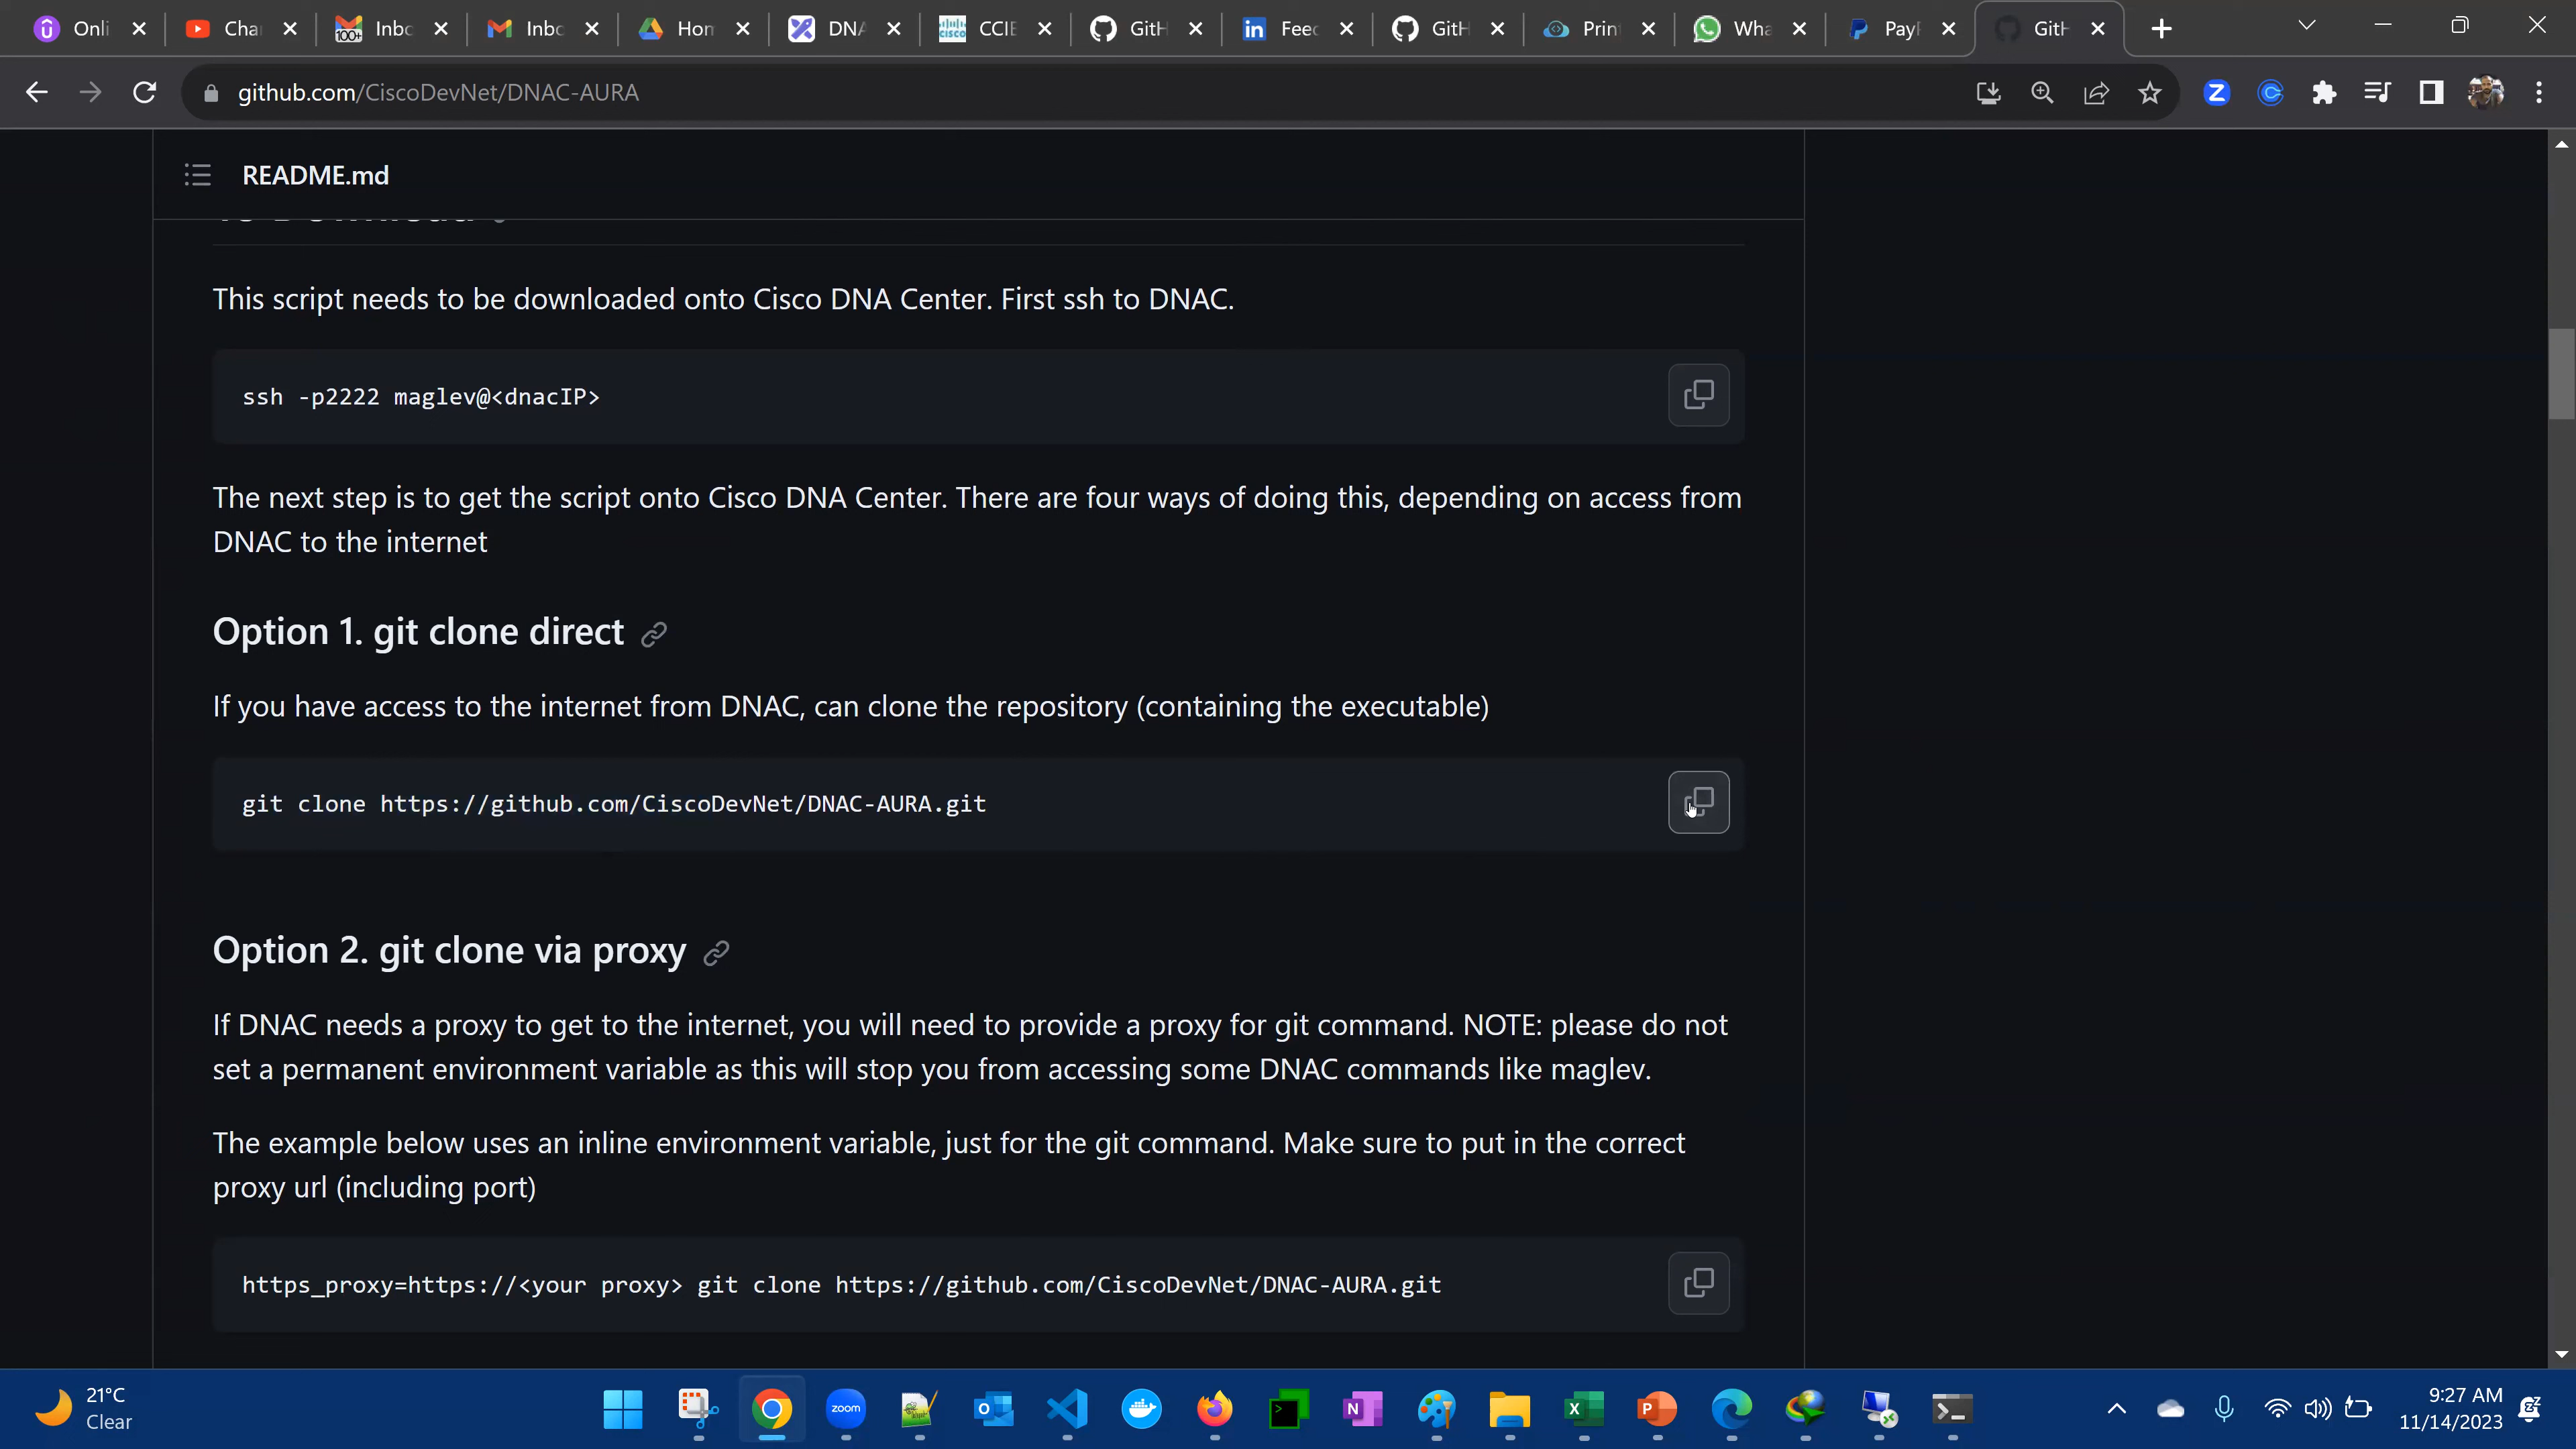 Onli
Cha
Inbc
Inbc
Hom
DNA
CCIE
GitH
Feec
GitH
Prin
Wha
PayP
GitH
github.com/CiscoDevNet/DNAC-AURA
README.md
This script needs to be downloaded onto Cisco DNA Center. First ssh to DNAC.
ssh -p2222 maglev@<dnacIP>
The next step is to get the script onto Cisco DNA Center. There are four ways of doing this, depending on access from
DNAC to the internet
Option 1. git clone direct
If you have access to the internet from DNAC, can clone the repository (containing the executable)
git clone https://github.com/CiscoDevNet/DNAC-AURA.git
Option 2. git clone via proxy
If DNAC needs a proxy to get to the internet, you will need to provide a proxy for git command. NOTE: please do not
set a permanent environment variable as this will stop you from accessing some DNAC commands like maglev.
The example below uses an inline environment variable, just for the git command. Make sure to put in the correct
proxy url (including port)
https_proxy=https://<your proxy> git clone https://github.com/CiscoDevNet/DNAC-AURA.git
21°C
Clear
zoom
9:27 AM
11/14/2023